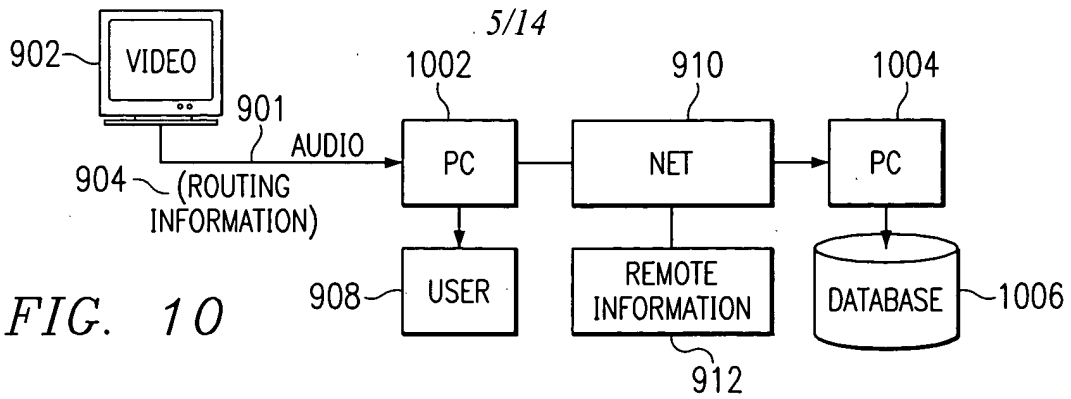 5/14
902
VIDEO
901
AUDIO
904
(ROUTING
INFORMATION)
1002
PC
910
NET
1004
PC
908
USER
REMOTE
INFORMATION
912
DATABASE
1006
FIG. 10